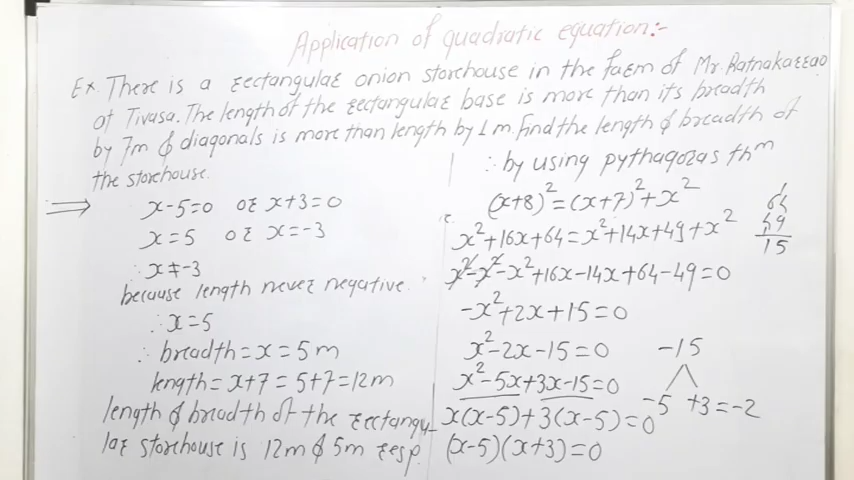 Application of quadratic equation:-
Ex. There is a rectangular onion storehouse in the farm of Mr. Ratnakarrao
at Tivasa. The length of the rectangular base is more than its breadth
by 7m & diagonals is more than length by 1 m. Find the length & breadth of
the storehouse.
⟹ x-5=0 or x+3=0
x=5 or x=-3
∴ x≠-3
because length never negative.
∴ x=5
∴ breadth=x=5m
length=x+7=5+7=12m
length & breadth of the rectangu-
lar storehouse is 12m & 5m resp.
∴ by using pythagoras thm
(x+8)²=(x+7)²+x²
x²+16x+64=x²+14x+49+x²
x²-x²-x²+16x-14x+64-49=0
-x²+2x+15=0
x²-2x-15=0
x²-5x+3x-15=0
x(x-5)+3(x-5)=0
(x-5)(x+3)=0
64
49
15
-15
-5 +3=-2